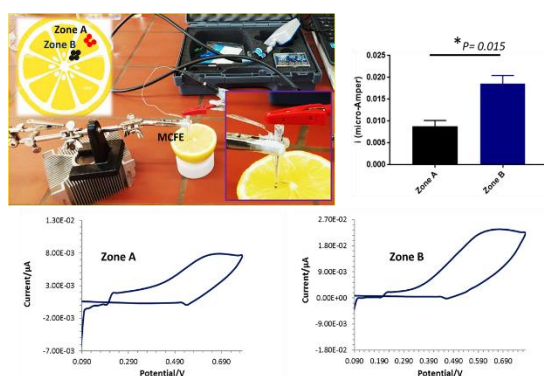 Zone A
Zone B
MCFE
* P= 0.015
i (micro-Amper)
0.025
0.020
0.015
0.010
0.005
0.000
Zone A
Zone B
1.30E-02
Zone A
8.00E-03
3.00E-03
-2.00E-03
-7.00E-03
0.090 0.290 0.490 0.690
Current/µA
Potential/V
2.70E-02
Zone B
1.80E-02
9.00E-03
0.00E+00
-9.00E-03
-1.80E-02
0.090 0.190 0.290 0.390 0.490 0.590 0.690
Current/µA
Potential/V